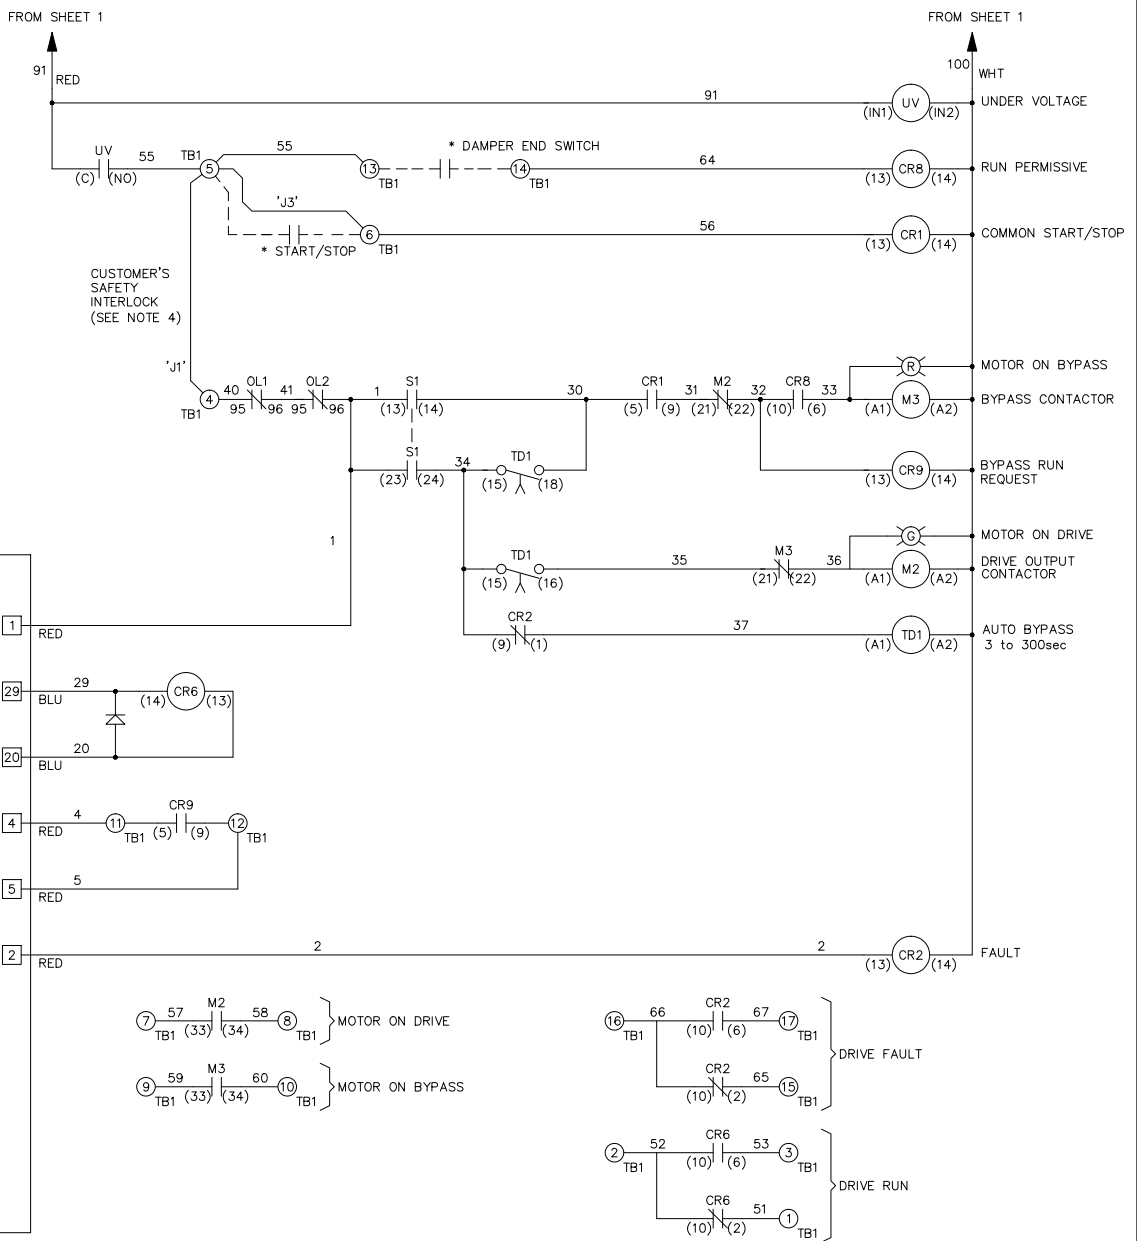 FROM SHEET 1 FROM SHEET 1
91 RED 100 WHT
91 (IN1) UV (IN2) UNDER VOLTAGE
UV (C) (NO) 55 TB1 5 55 13 TB1 * DAMPER END SWITCH 14 TB1 64 (13) CR8 (14) RUN PERMISSIVE
'J3'
* START/STOP 6 TB1 56 (13) CR1 (14) COMMON START/STOP
CUSTOMER'S
SAFETY
INTERLOCK
(SEE NOTE 4)
R MOTOR ON BYPASS
'J1' 4 TB1 40 OL1 95 96 41 OL2 95 96 1 S1 (13) (14) 30 CR1 (5) (9) 31 M2 (21) (22) 32 CR8 (10) (6) 33 (A1) M3 (A2) BYPASS CONTACTOR
S1 (23) (24) 34 TD1 (15) (18) (13) CR9 (14) BYPASS RUN
REQUEST
1 G MOTOR ON DRIVE
TD1 (15) (16) 35 M3 (21) (22) 36 (A1) M2 (A2) DRIVE OUTPUT
CONTACTOR
1 RED CR2 (9) (1) 37 (A1) TD1 (A2) AUTO BYPASS
3 to 300sec
29 BLU 29 (14) CR6 (13)
20 BLU 20
4 RED 4 11 TB1 CR9 (5) (9) 12 TB1
5 RED 5
2 RED 2 2 (13) CR2 (14) FAULT
7 TB1 57 M2 (33) (34) 58 8 TB1 MOTOR ON DRIVE
9 TB1 59 M3 (33) (34) 60 10 TB1 MOTOR ON BYPASS
16 TB1 66 CR2 (10) (6) 67 17 TB1
DRIVE FAULT
CR2 (10) (2) 65 15 TB1
2 TB1 52 CR6 (10) (6) 53 3 TB1
DRIVE RUN
CR6 (10) (2) 51 1 TB1